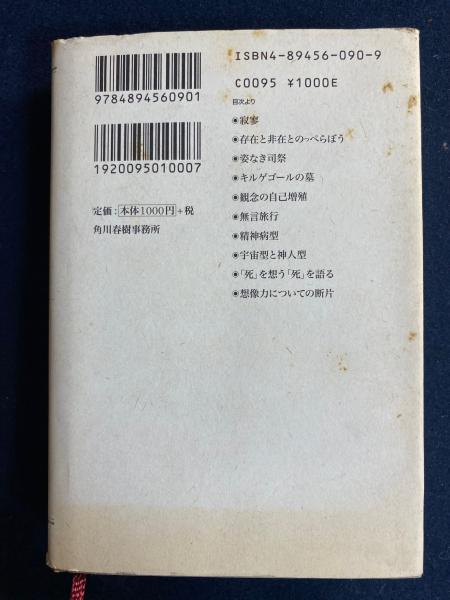 ISBN4-89456-090-9
9784894560901
C0095 ¥1000E
1920095010007
定価：本体1000円+税
角川春樹事務所
目次より
◉寂寥
◉存在と非在とのっぺらぼう
◉姿なき司祭
◉キルゲゴールの墓
◉観念の自己増殖
◉無言旅行
◉精神病型
◉宇宙型と神人型
◉「死」を想う「死」を語る
◉想像力についての断片